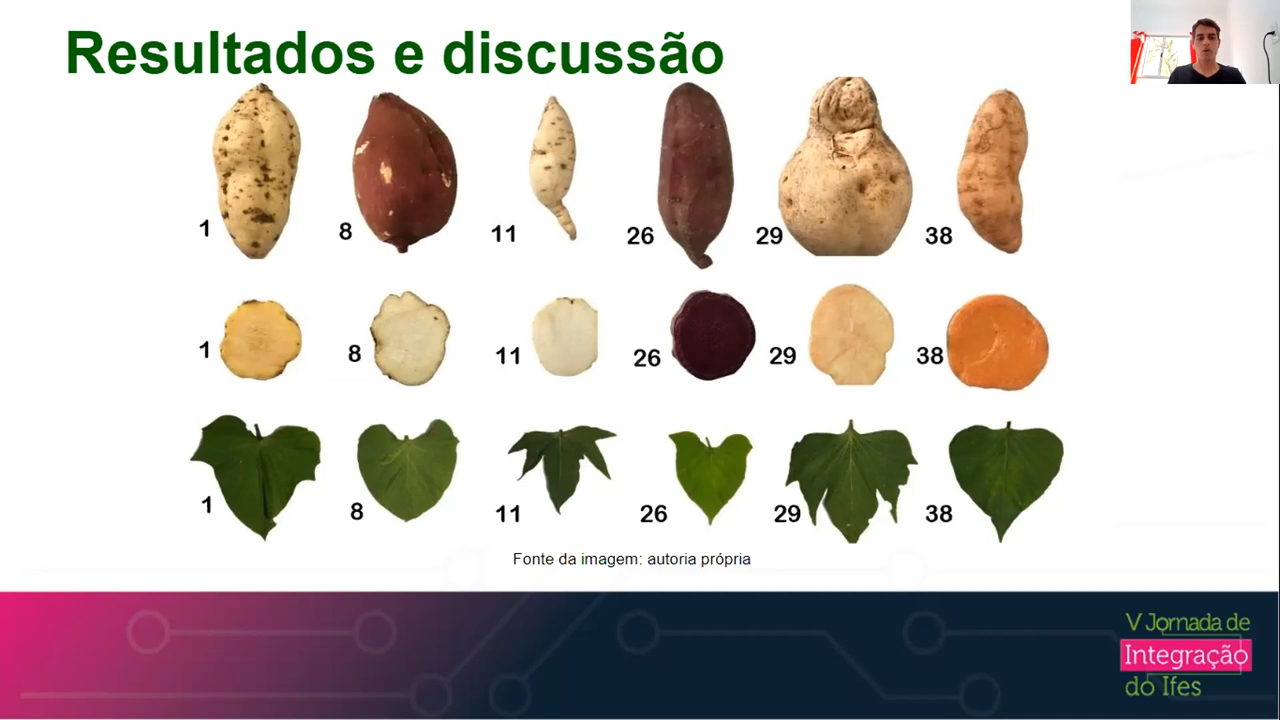 Resultados e discussão
1 8 11 26 29 38
1 8 11 26 29 38
1 8 11 26 29 38
Fonte da imagem: autoria própria
V Jornada de
Integração
do Ifes